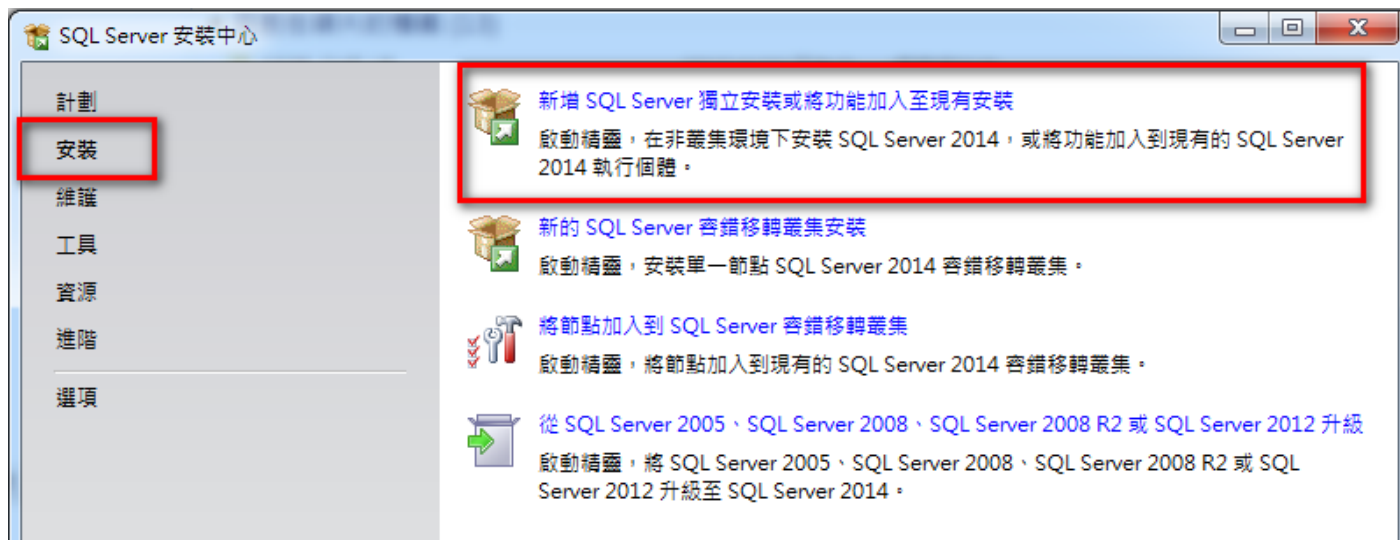 SQL Server 安裝中心
計劃
安裝
維護
工具
資源
進階
選項
新增 SQL Server 獨立安裝或將功能加入至現有安裝
啟動精靈，在非叢集環境下安裝 SQL Server 2014，或將功能加入到現有的 SQL Server
2014 執行個體。
新的 SQL Server 容錯移轉叢集安裝
啟動精靈，安裝單一節點 SQL Server 2014 容錯移轉叢集。
將節點加入到 SQL Server 容錯移轉叢集
啟動精靈，將節點加入到現有的 SQL Server 2014 容錯移轉叢集。
從 SQL Server 2005、SQL Server 2008、SQL Server 2008 R2 或 SQL Server 2012 升級
啟動精靈，將 SQL Server 2005、SQL Server 2008、SQL Server 2008 R2 或 SQL
Server 2012 升級至 SQL Server 2014。